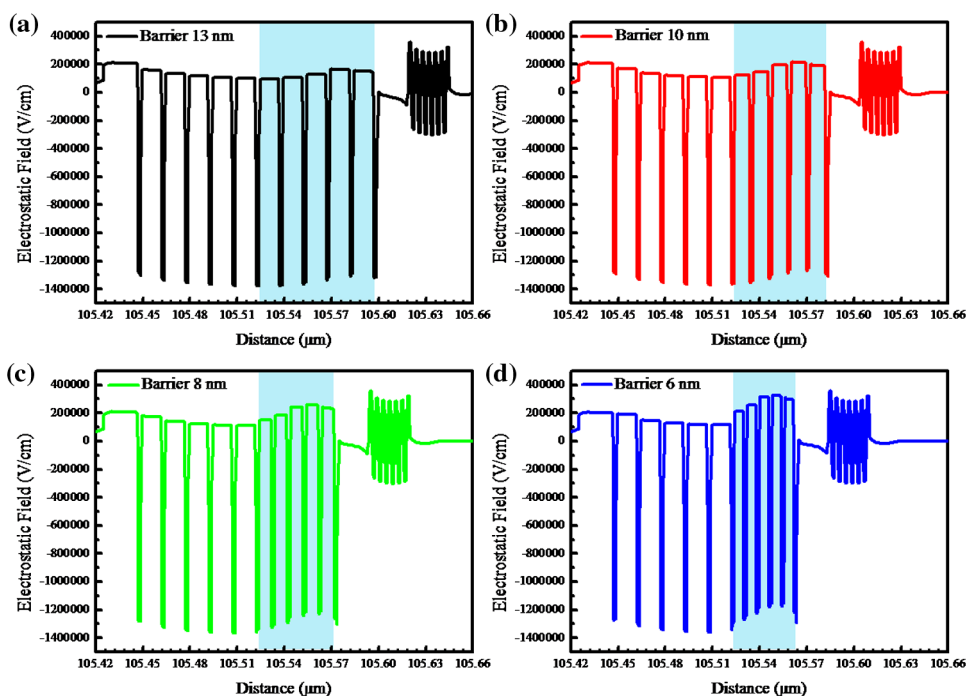 (a)
Barrier 13 nm
Electrostatic Field (V/cm)
400000
200000
0
-200000
-400000
-600000
-800000
-1000000
-1200000
-1400000
105.42 105.45 105.48 105.51 105.54 105.57 105.60 105.63 105.66
Distance (μm)
(b)
Barrier 10 nm
Electrostatic Field (V/cm)
400000
200000
0
-200000
-400000
-600000
-800000
-1000000
-1200000
-1400000
105.42 105.45 105.48 105.51 105.54 105.57 105.60 105.63 105.66
Distance (μm)
(c)
Barrier 8 nm
Electrostatic Field (V/cm)
400000
200000
0
-200000
-400000
-600000
-800000
-1000000
-1200000
-1400000
105.42 105.45 105.48 105.51 105.54 105.57 105.60 105.63 105.66
Distance (μm)
(d)
Barrier 6 nm
Electrostatic Field (V/cm)
400000
200000
0
-200000
-400000
-600000
-800000
-1000000
-1200000
-1400000
105.42 105.45 105.48 105.51 105.54 105.57 105.60 105.63 105.66
Distance (μm)